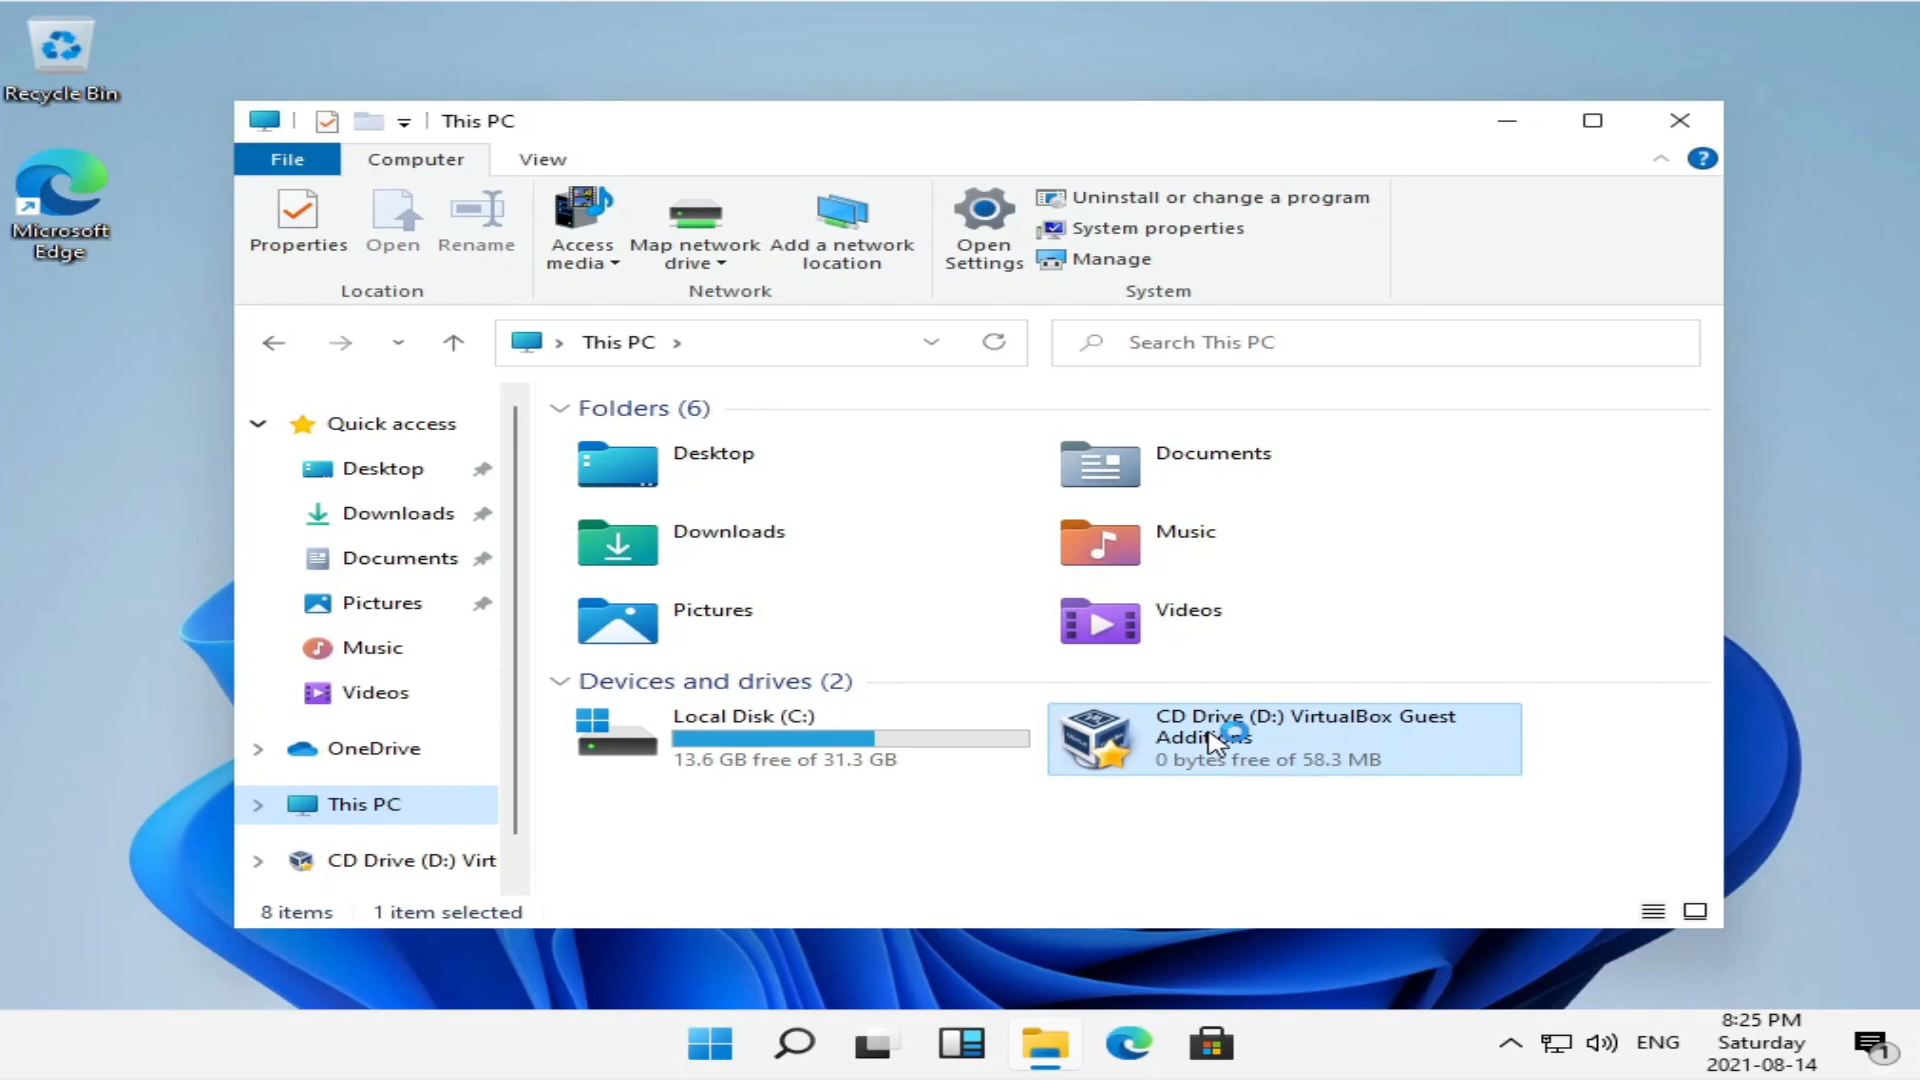 Recycle Bin
Microsoft
Edge
This PC
File
Computer
View
?
Properties
Open
Rename
Location
Access
media
Map network
drive
Add a network
location
Network
Open
Settings
Uninstall or change a program
System properties
Manage
System
This PC
Search This PC
Quick access
Desktop
Downloads
Documents
Pictures
Music
Videos
OneDrive
This PC
CD Drive (D:) Virt
Folders (6)
Desktop
Documents
Downloads
Music
Pictures
Videos
Devices and drives (2)
Local Disk (C:)
13.6 GB free of 31.3 GB
CD Drive (D:) VirtualBox Guest
Additions
0 bytes free of 58.3 MB
8 items
1 item selected
ENG
8:25 PM
Saturday
2021-08-14
1